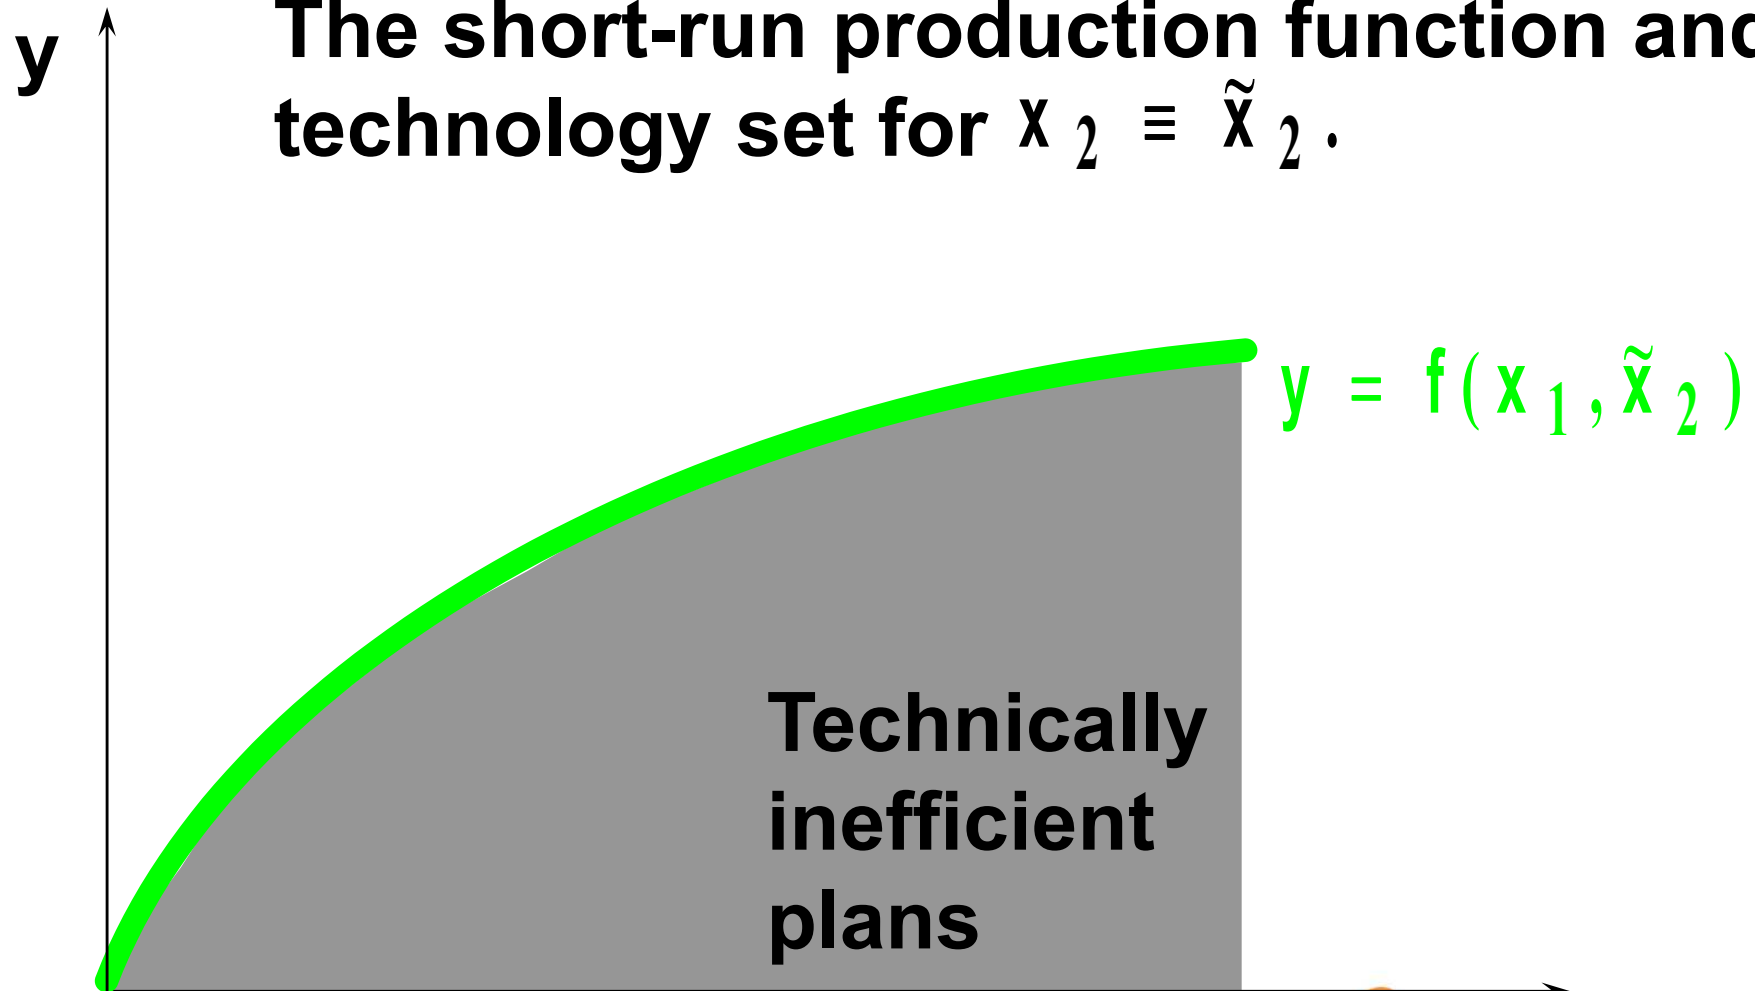 y
The short-run production function and
technology set for x₂ ≡ x̃₂.
y = f(x₁, x̃₂)
Technically
inefficient
plans